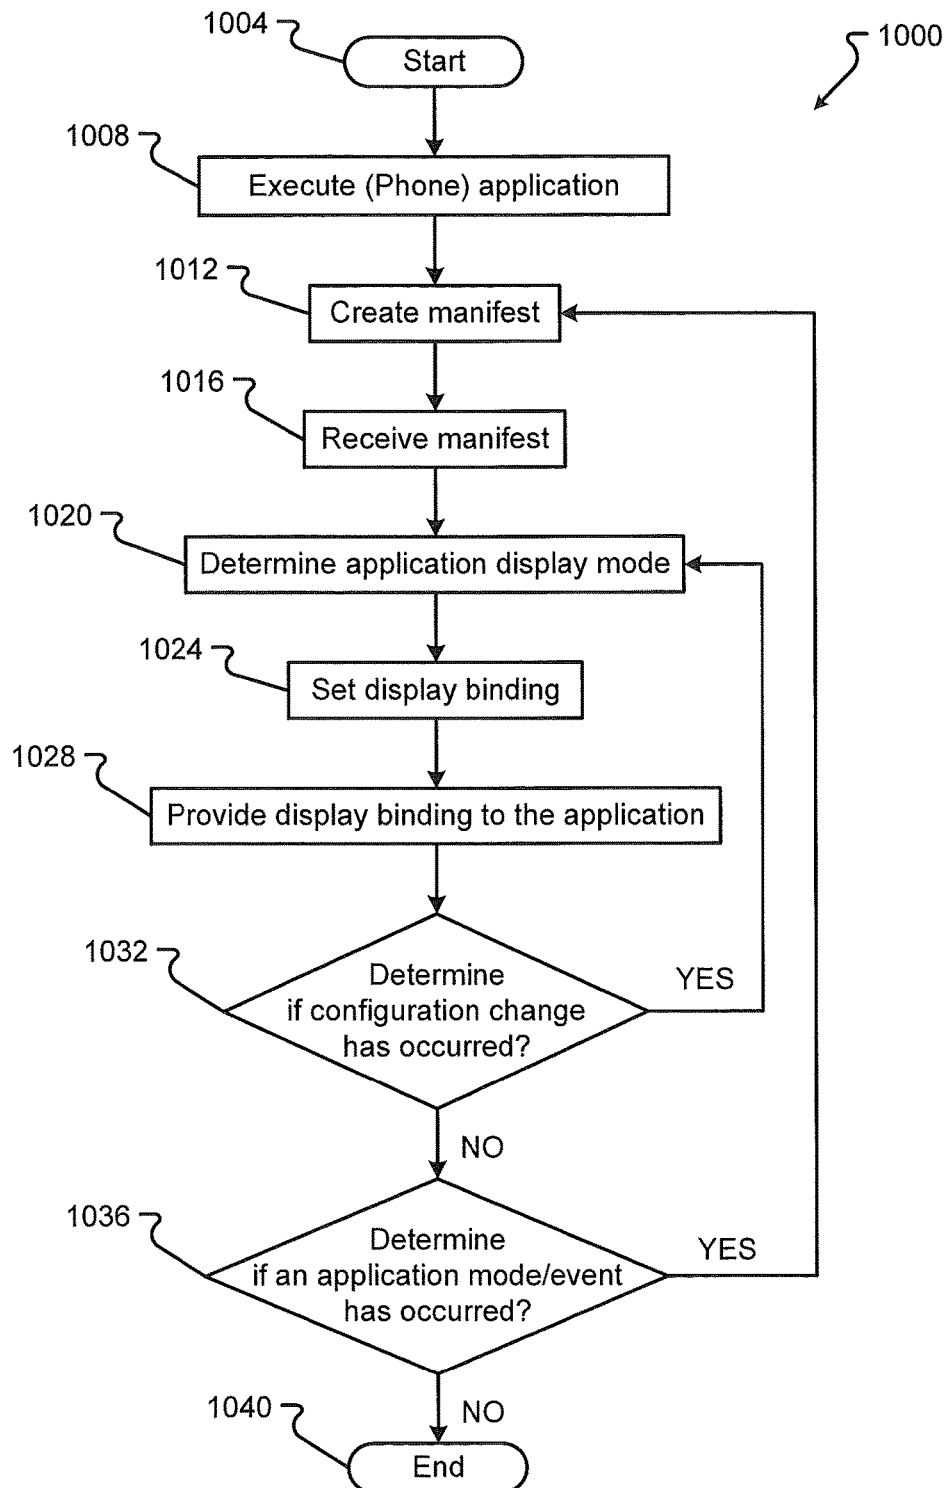 1004
Start
1000
1008
Execute (Phone) application
1012
Create manifest
1016
Receive manifest
1020
Determine application display mode
1024
Set display binding
1028
Provide display binding to the application
1032
Determine
if configuration change
has occurred?
YES
NO
1036
Determine
if an application mode/event
has occurred?
YES
NO
1040
End